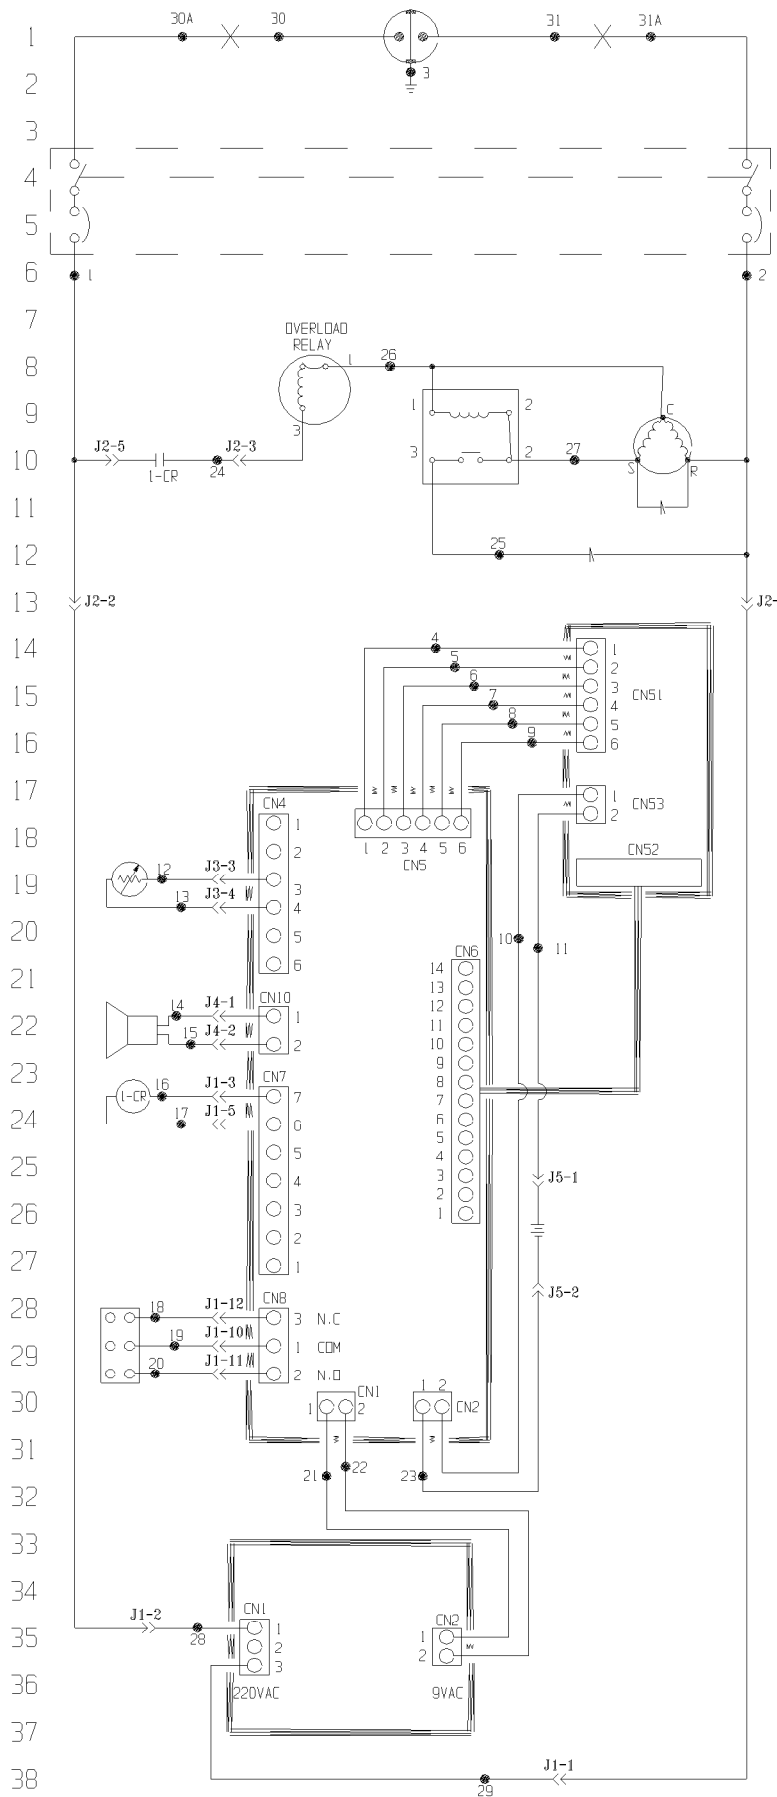 30A 30 31 31A
1
3
2
3
4
5
6 1 2
7
OVERLOAD
RELAY
8 1 26
9 1 2 C
3
J2-5 J2-3
10 3 2 27 S R
1-CR 24
11
12 25
13 J2-2 J2-
14 4 1
5 2
15 6 3 CN51
7 4
8 5
16 9 6
17 CN4 1 CN53
1 2
18
2 1 2 3 4 5 6 CN52
CN5
12 J3-3
19 3
13 J3-4
4
20 5 10 11
CN6
6 14
21 CN10 13
14 J4-1 1 12
22 15 J4-2 11
2 10
23 CN7 9
1-CR 16 J1-3 7 8
7
24 17 J1-5 6 6
5 5
25 4
4 3 J5-1
2
26 3 1
2
27
1 J5-2
28 CN8
18 J1-12 3 N.C
19 J1-10 1 COM
29
20 J1-11 2 N.O
30 CN1 1 2
1 2 CN2
31
21 22 23
32
33
34
J1-2 CN1 CN2
35 28 1 1
2 2
36 3
220VAC 9VAC
37
J1-1
38
29